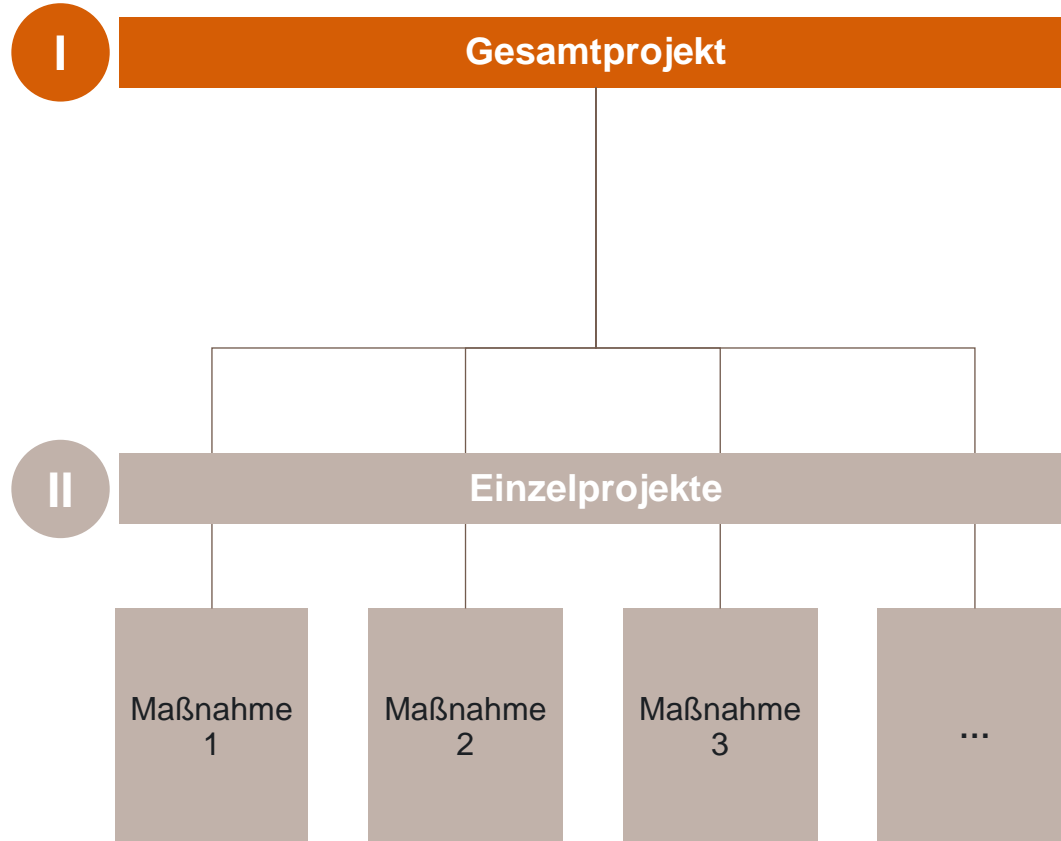 I
Gesamtprojekt
II
Einzelprojekte
Maßnahme
1
Maßnahme
2
Maßnahme
3
...